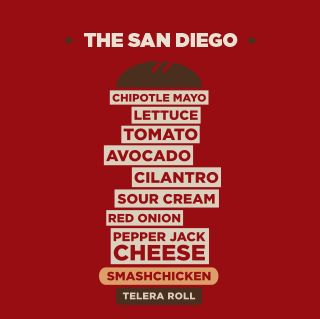 THE SAN DIEGO
CHIPOTLE MAYO
LETTUCE
TOMATO
AVOCADO
CILANTRO
SOUR CREAM
RED ONION
PEPPER JACK
CHEESE
SMASHCHICKEN
TELERA ROLL